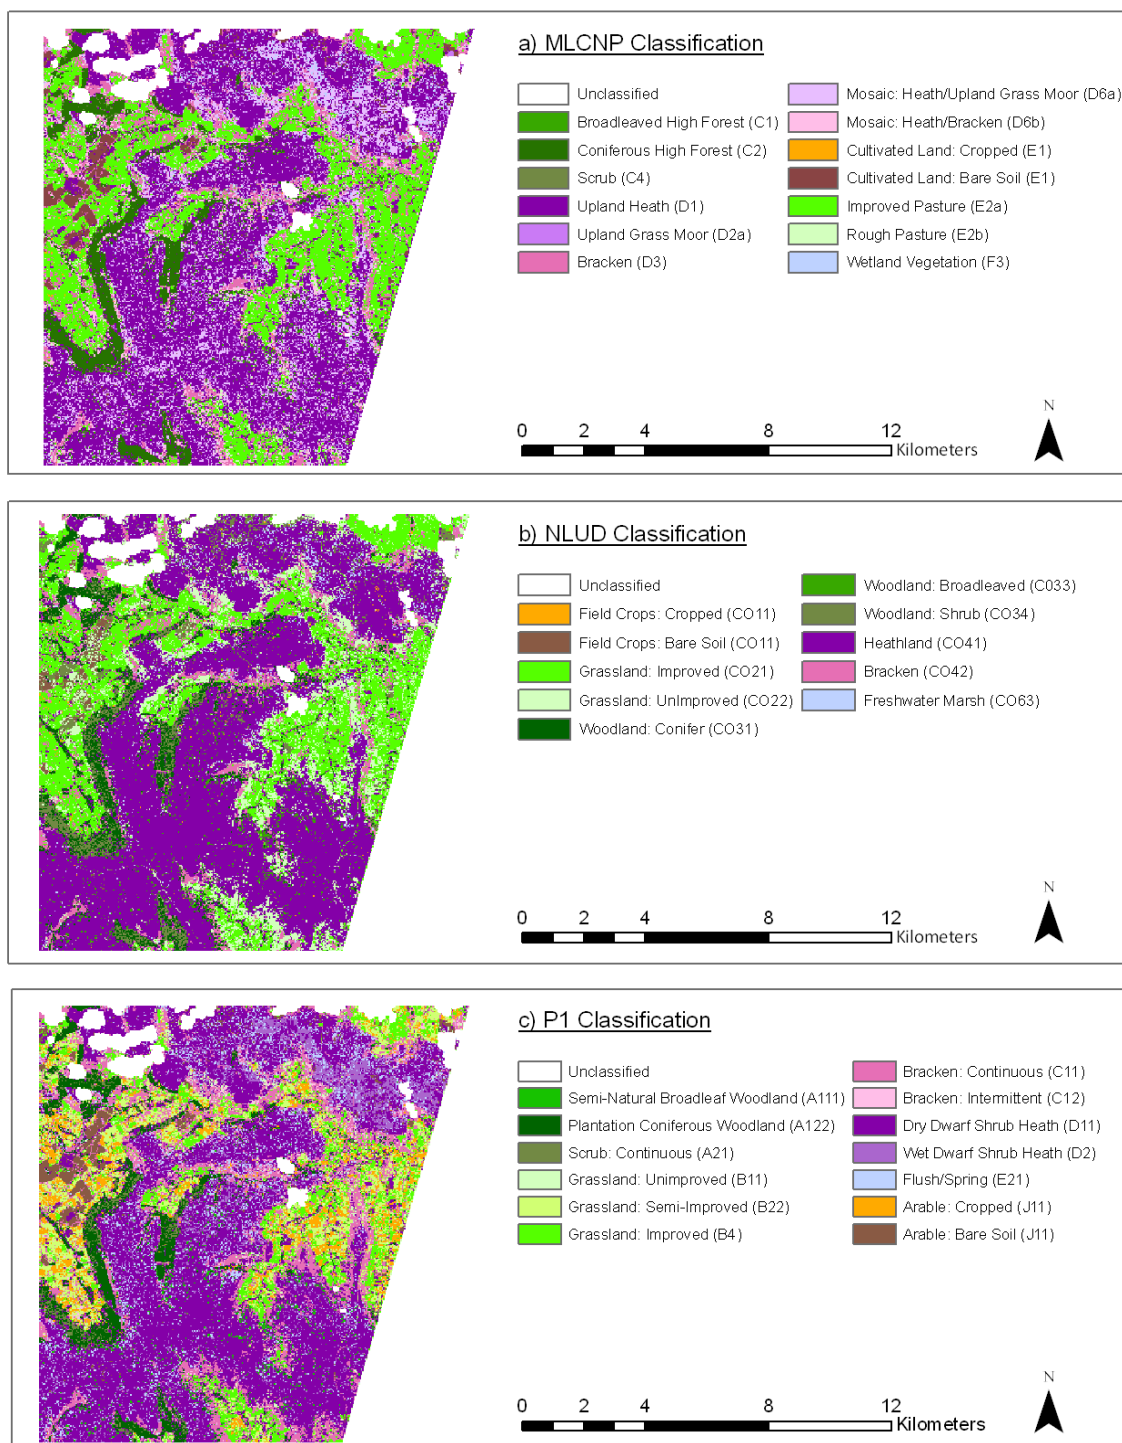 a) MLCNP Classification
Unclassified
Broadleaved High Forest (C1)
Coniferous High Forest (C2)
Scrub (C4)
Upland Heath (D1)
Upland Grass Moor (D2a)
Bracken (D3)
Mosaic: Heath/Upland Grass Moor (D6a)
Mosaic: Heath/Bracken (D6b)
Cultivated Land: Cropped (E1)
Cultivated Land: Bare Soil (E1)
Improved Pasture (E2a)
Rough Pasture (E2b)
Wetland Vegetation (F3)
N
0 2 4 8 12
Kilometers
b) NLUD Classification
Unclassified
Field Crops: Cropped (CO11)
Field Crops: Bare Soil (CO11)
Grassland: Improved (CO21)
Grassland: UnImproved (CO22)
Woodland: Conifer (CO31)
Woodland: Broadleaved (C033)
Woodland: Shrub (CO34)
Heathland (CO41)
Bracken (CO42)
Freshwater Marsh (CO63)
N
0 2 4 8 12
Kilometers
c) P1 Classification
Unclassified
Semi-Natural Broadleaf Woodland (A111)
Plantation Coniferous Woodland (A122)
Scrub: Continuous (A21)
Grassland: Unimproved (B11)
Grassland: Semi-Improved (B22)
Grassland: Improved (B4)
Bracken: Continuous (C11)
Bracken: Intermittent (C12)
Dry Dwarf Shrub Heath (D11)
Wet Dwarf Shrub Heath (D2)
Flush/Spring (E21)
Arable: Cropped (J11)
Arable: Bare Soil (J11)
N
0 2 4 8 12
Kilometers